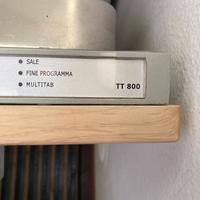 SALE
FINE PROGRAMMA
MULTITAB
TT 800